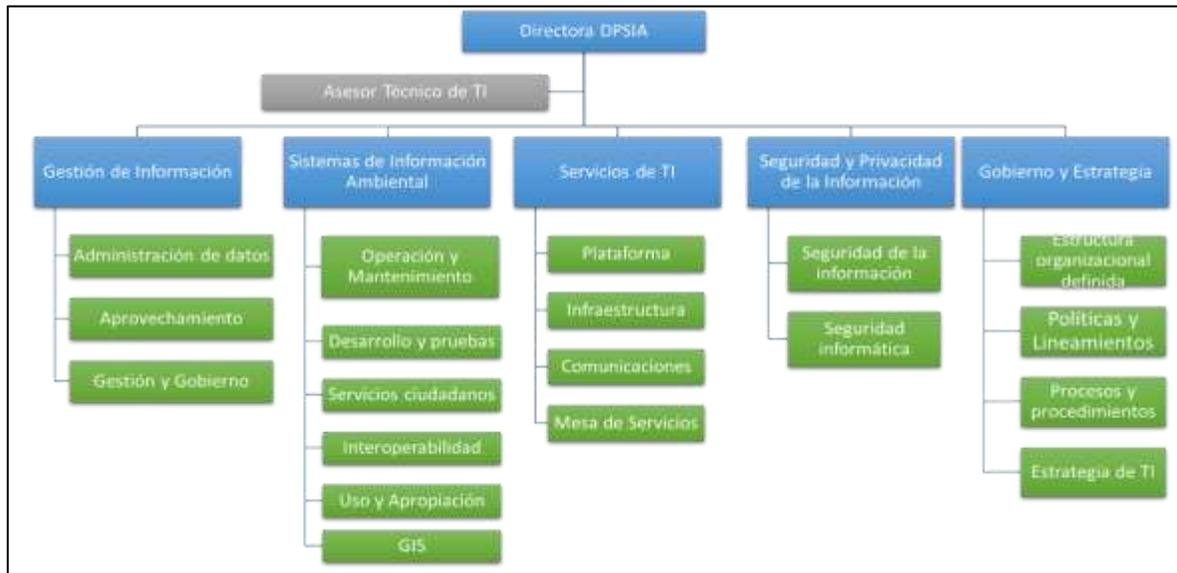 Directora DPSIA
Asesor Técnico de TI
Gestión de Información
Administración de datos
Aprovechamiento
Gestión y Gobierno
Sistemas de Información
Ambiental
Operación y
Mantenimiento
Desarrollo y pruebas
Servicios ciudadanos
Interoperabilidad
Uso y Apropiación
GIS
Servicios de TI
Plataforma
Infraestructura
Comunicaciones
Mesa de Servicios
Seguridad y Privacidad
de la Información
Seguridad de la
información
Seguridad
informática
Gobierno y Estrategia
Estructura
organizacional
definida
Políticas y
Lineamientos
Procesos y
procedimientos
Estrategia de TI